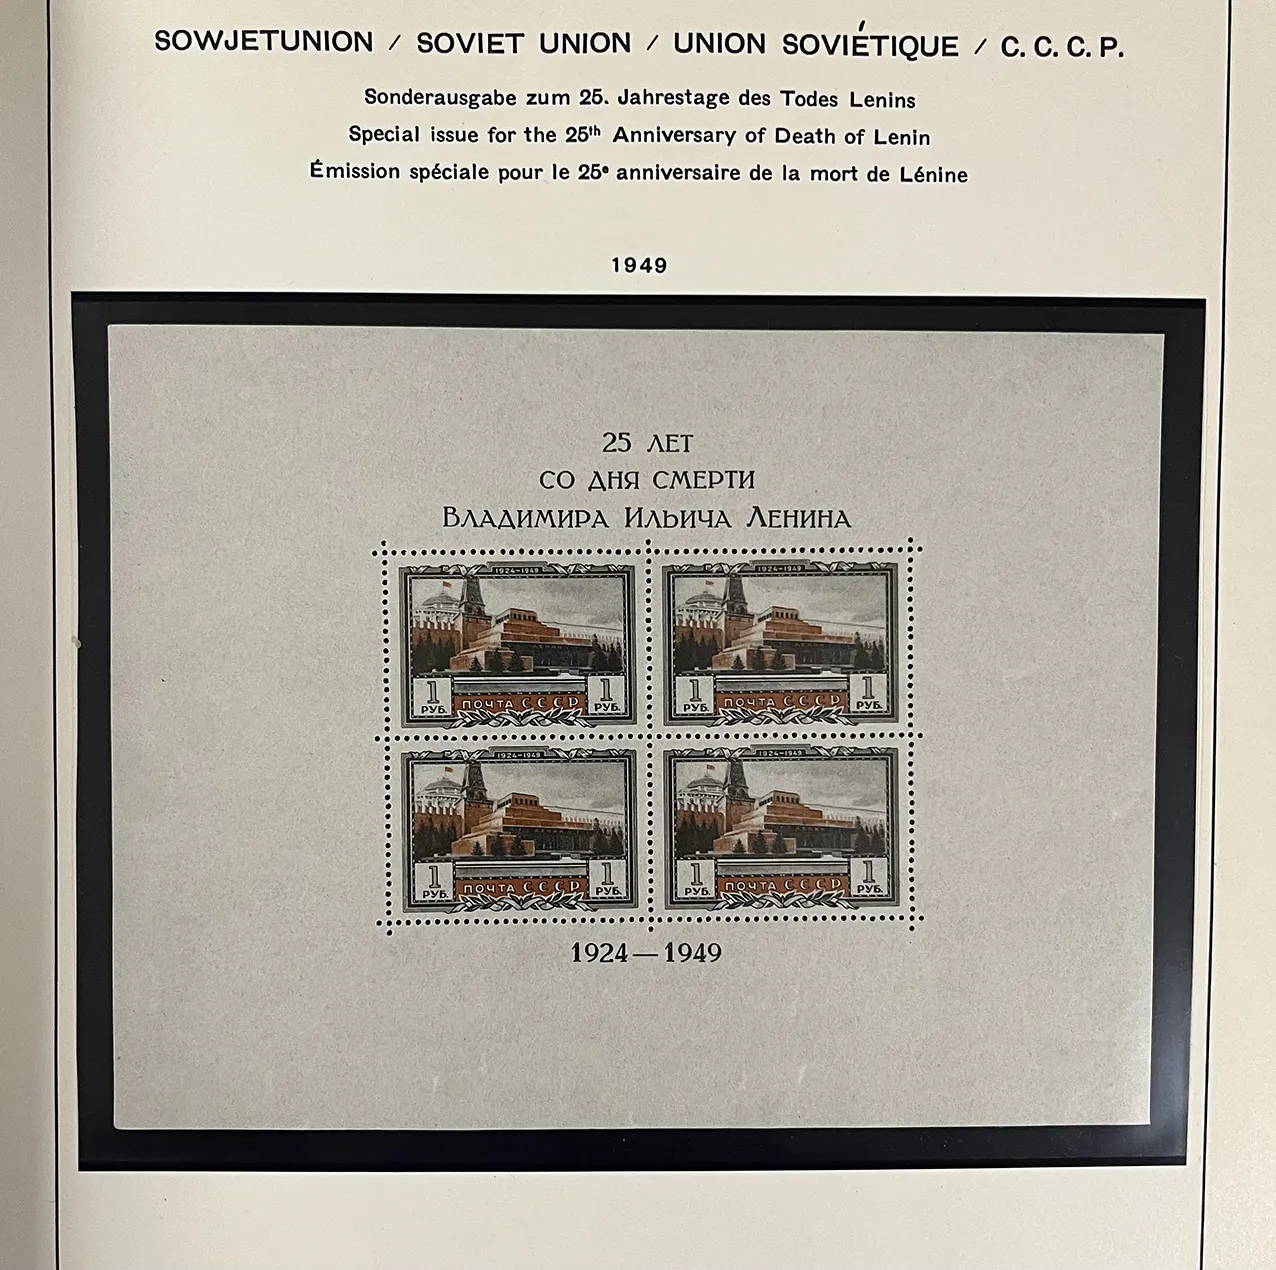 SOWJETUNION / SOVIET UNION / UNION SOVIÉTIQUE / C. C. C. P.
Sonderausgabe zum 25. Jahrestage des Todes Lenins
Special issue for the 25th Anniversary of Death of Lenin
Émission spéciale pour le 25e anniversaire de la mort de Lénine
1949
25 ЛЕТ
СО ДНЯ СМЕРТИ
ВЛАДИМИРА ИЛЬИЧА ЛЕНИНА
1924-1949 1924-1949
1 РУБ. ПОЧТА СССР 1 РУБ. 1 РУБ. ПОЧТА СССР 1 РУБ.
1924-1949 1924-1949
1 РУБ. ПОЧТА СССР 1 РУБ. 1 РУБ. ПОЧТА СССР 1 РУБ.
1924 — 1949